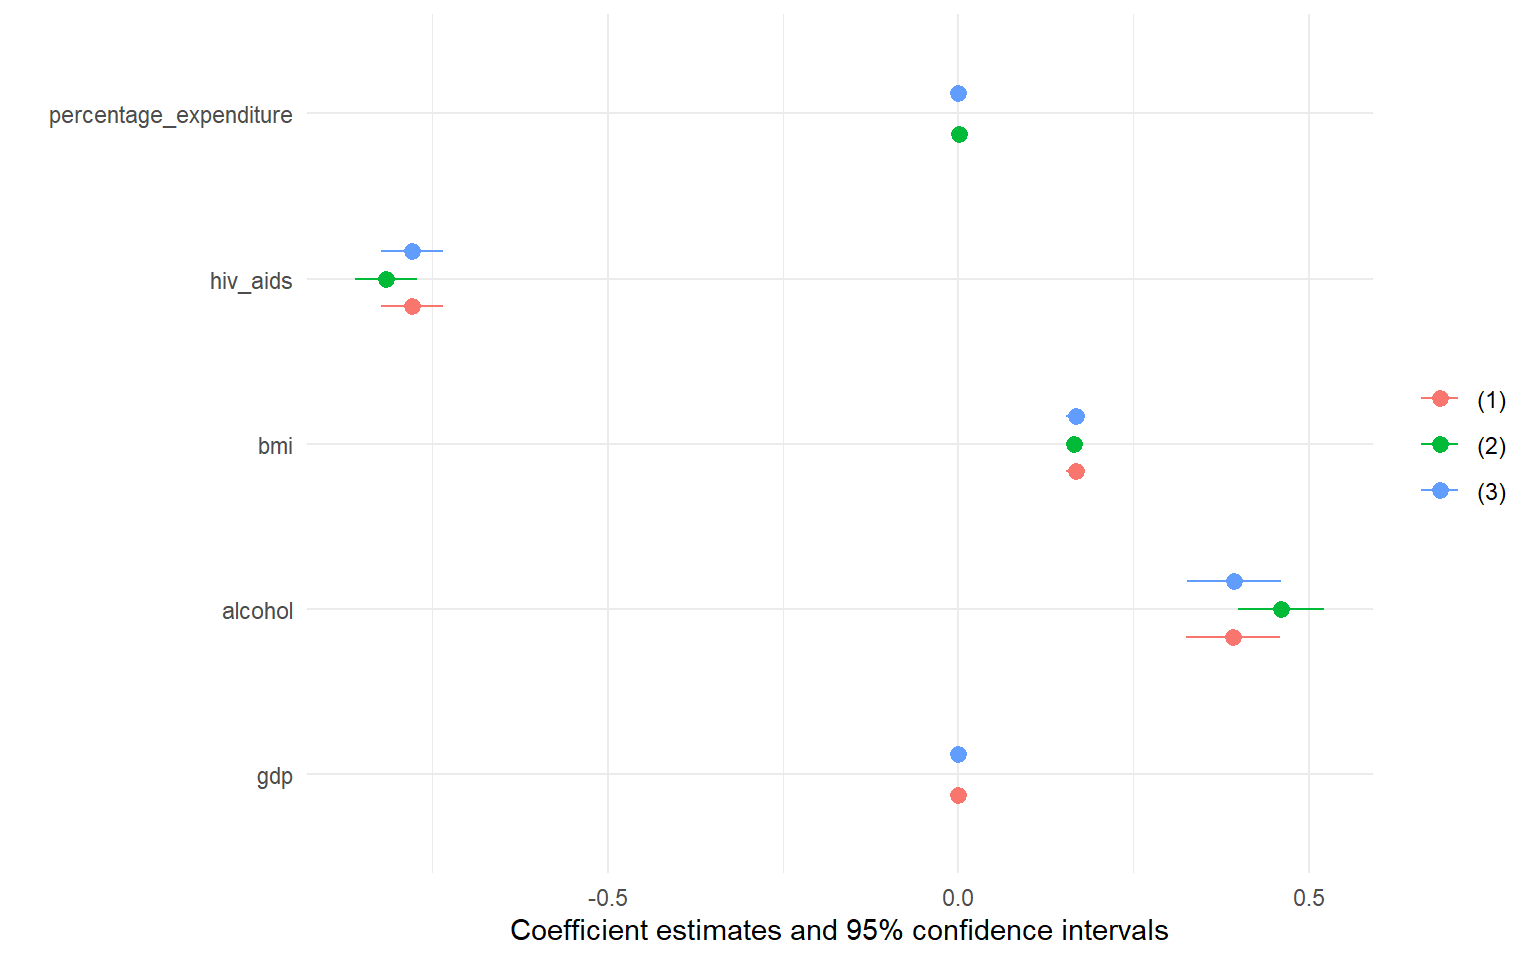 percentage_expenditure
hiv_aids
bmi
alcohol
gdp
(1)
(2)
(3)
-0.5 0.0 0.5
Coefficient estimates and 95% confidence intervals